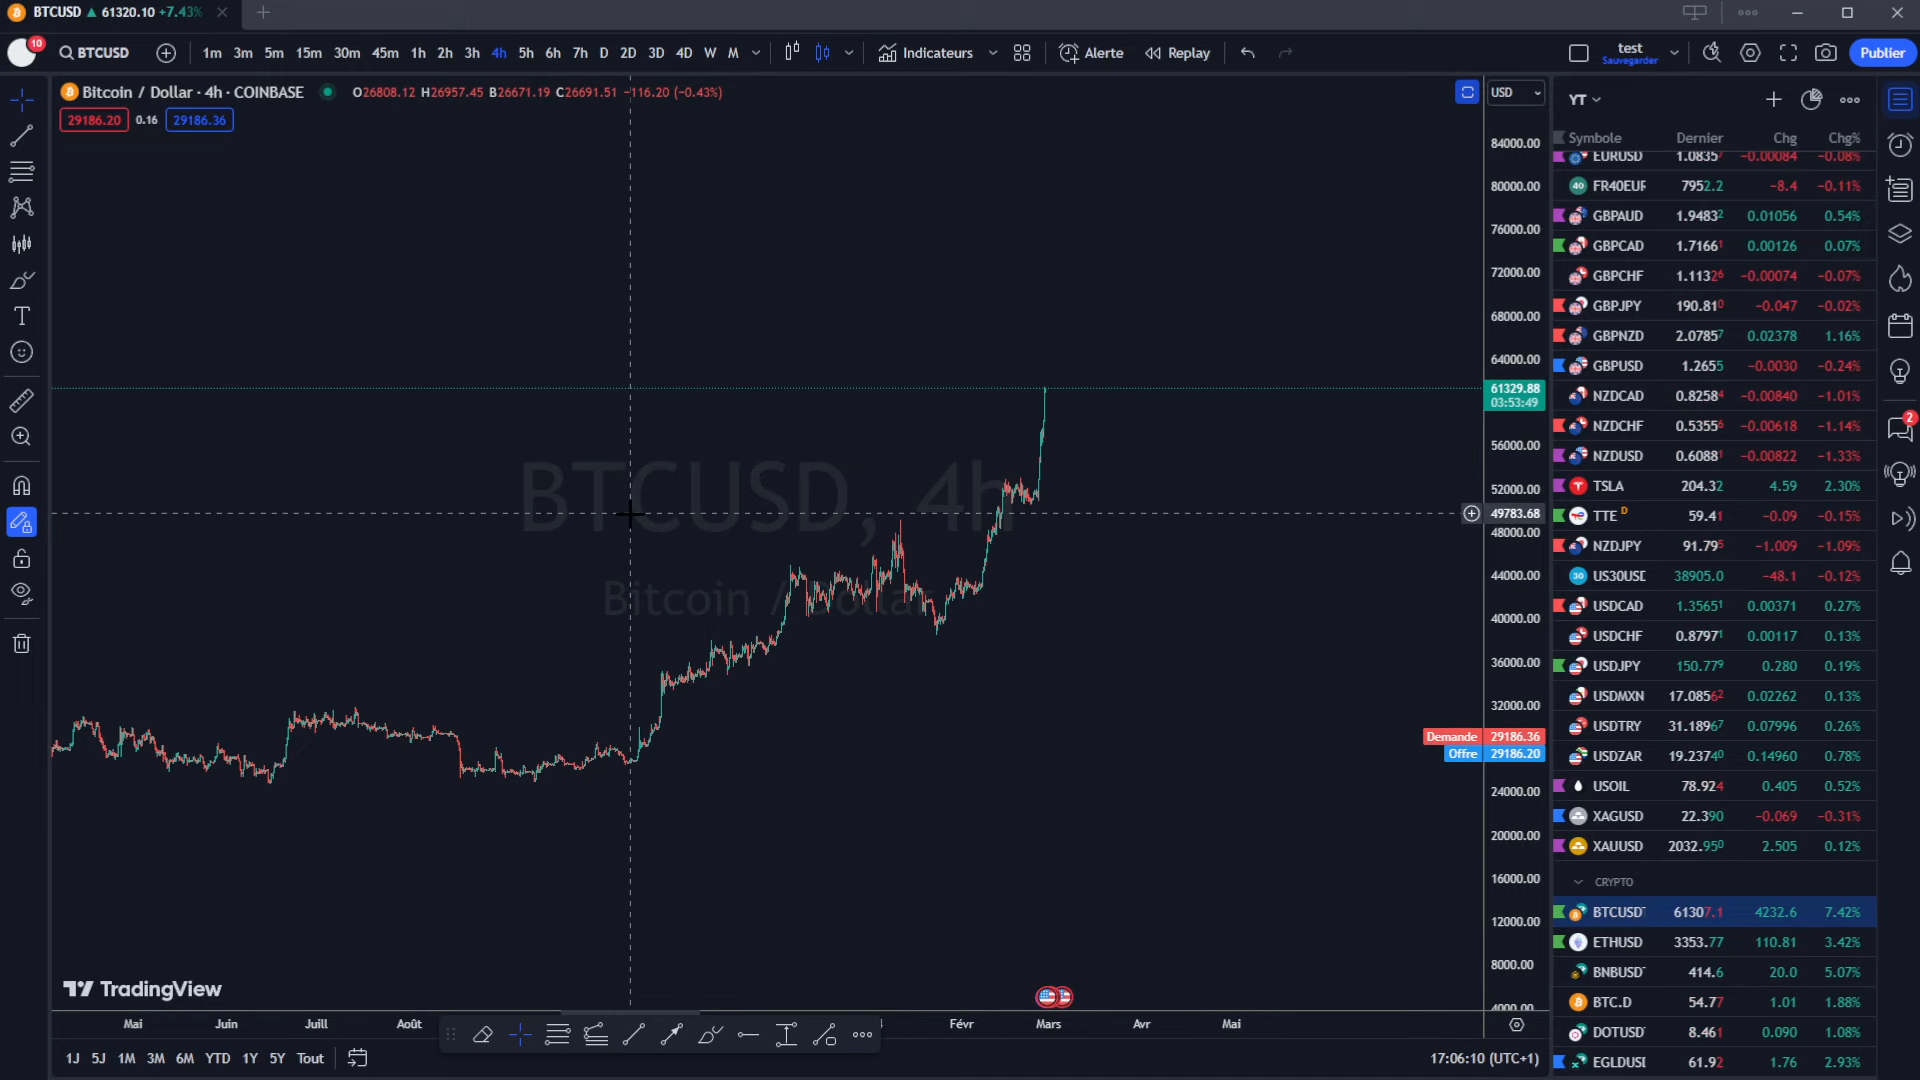 BTCUSD ▲ 61320.10 +7.43%
10
BTCUSD 1m 3m 5m 15m 30m 45m 1h 2h 3h 4h 5h 6h 7h D 2D 3D 4D W M Indicateurs Alerte Replay test Sauvegarder Publier
Bitcoin / Dollar · 4h · COINBASE O26808.12 H26957.45 B26671.19 C26691.51 −116.20 (−0.43%)
29186.20 0.16 29186.36
USD
84000.00
80000.00
76000.00
72000.00
68000.00
64000.00
61329.88
03:53:49
56000.00
52000.00
49783.68
48000.00
44000.00
40000.00
36000.00
32000.00
Demande 29186.36
Offre 29186.20
24000.00
20000.00
16000.00
12000.00
8000.00
4000.00
BTCUSD, 4h
Bitcoin / Dollar
TradingView
Mai Juin Juill Août Févr Mars Avr Mai
1J 5J 1M 3M 6M YTD 1Y 5Y Tout
17:06:10 (UTC+1)
YT
Symbole Dernier Chg Chg%
EURUSD 1.0835⁷ −0.00084 −0.08%
FR40EUR 7952.2 −8.4 −0.11%
GBPAUD 1.9483² 0.01056 0.54%
GBPCAD 1.7166¹ 0.00126 0.07%
GBPCHF 1.1132⁶ −0.00074 −0.07%
GBPJPY 190.81⁰ −0.047 −0.02%
GBPNZD 2.0785⁷ 0.02378 1.16%
GBPUSD 1.2655 −0.0030 −0.24%
NZDCAD 0.8258⁴ −0.00840 −1.01%
NZDCHF 0.5355⁶ −0.00618 −1.14%
NZDUSD 0.6088¹ −0.00822 −1.33%
TSLA 204.32 4.59 2.30%
TTE D 59.41 −0.09 −0.15%
NZDJPY 91.79⁵ −1.009 −1.09%
US30USD 38905.0 −48.1 −0.12%
USDCAD 1.3565¹ 0.00371 0.27%
USDCHF 0.8797¹ 0.00117 0.13%
USDJPY 150.77⁹ 0.280 0.19%
USDMXN 17.0856² 0.02262 0.13%
USDTRY 31.1896⁷ 0.07996 0.26%
USDZAR 19.2374⁰ 0.14960 0.78%
USOIL 78.924 0.405 0.52%
XAGUSD 22.390 −0.069 −0.31%
XAUUSD 2032.95⁰ 2.505 0.12%
CRYPTO
BTCUSDT 61307.1 4232.6 7.42%
ETHUSD 3353.77 110.81 3.42%
BNBUSDT 414.6 20.0 5.07%
BTC.D 54.77 1.01 1.88%
DOTUSDT 8.461 0.090 1.08%
EGLDUSD 61.92 1.76 2.93%
2